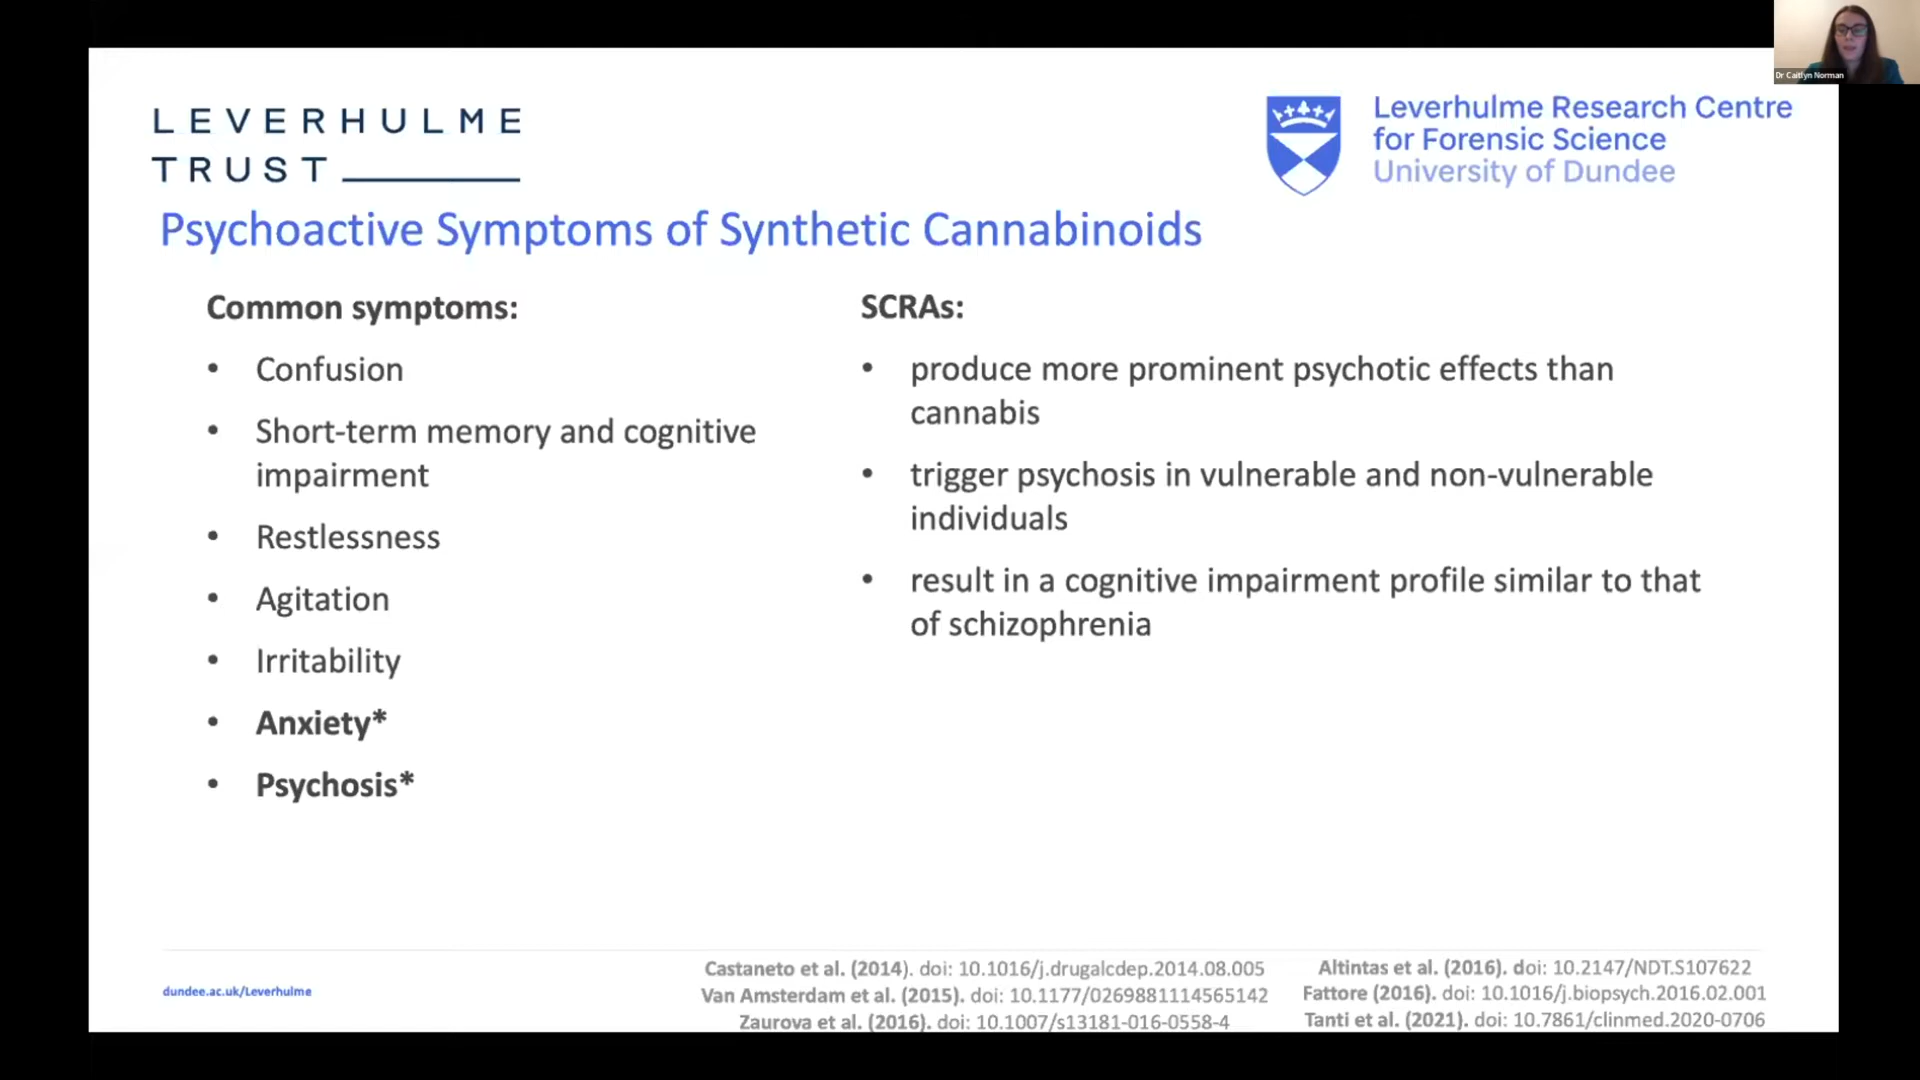 Dr Caitlyn Norman
LEVERHULME
TRUST
Leverhulme Research Centre
for Forensic Science
University of Dundee
Psychoactive Symptoms of Synthetic Cannabinoids
Common symptoms:
• Confusion
• Short-term memory and cognitive
impairment
• Restlessness
• Agitation
• Irritability
• Anxiety*
• Psychosis*
SCRAs:
• produce more prominent psychotic effects than
cannabis
• trigger psychosis in vulnerable and non-vulnerable
individuals
• result in a cognitive impairment profile similar to that
of schizophrenia
dundee.ac.uk/Leverhulme
Castaneto et al. (2014). doi: 10.1016/j.drugalcdep.2014.08.005
Van Amsterdam et al. (2015). doi: 10.1177/0269881114565142
Zaurova et al. (2016). doi: 10.1007/s13181-016-0558-4
Altintas et al. (2016). doi: 10.2147/NDT.S107622
Fattore (2016). doi: 10.1016/j.biopsych.2016.02.001
Tanti et al. (2021). doi: 10.7861/clinmed.2020-0706